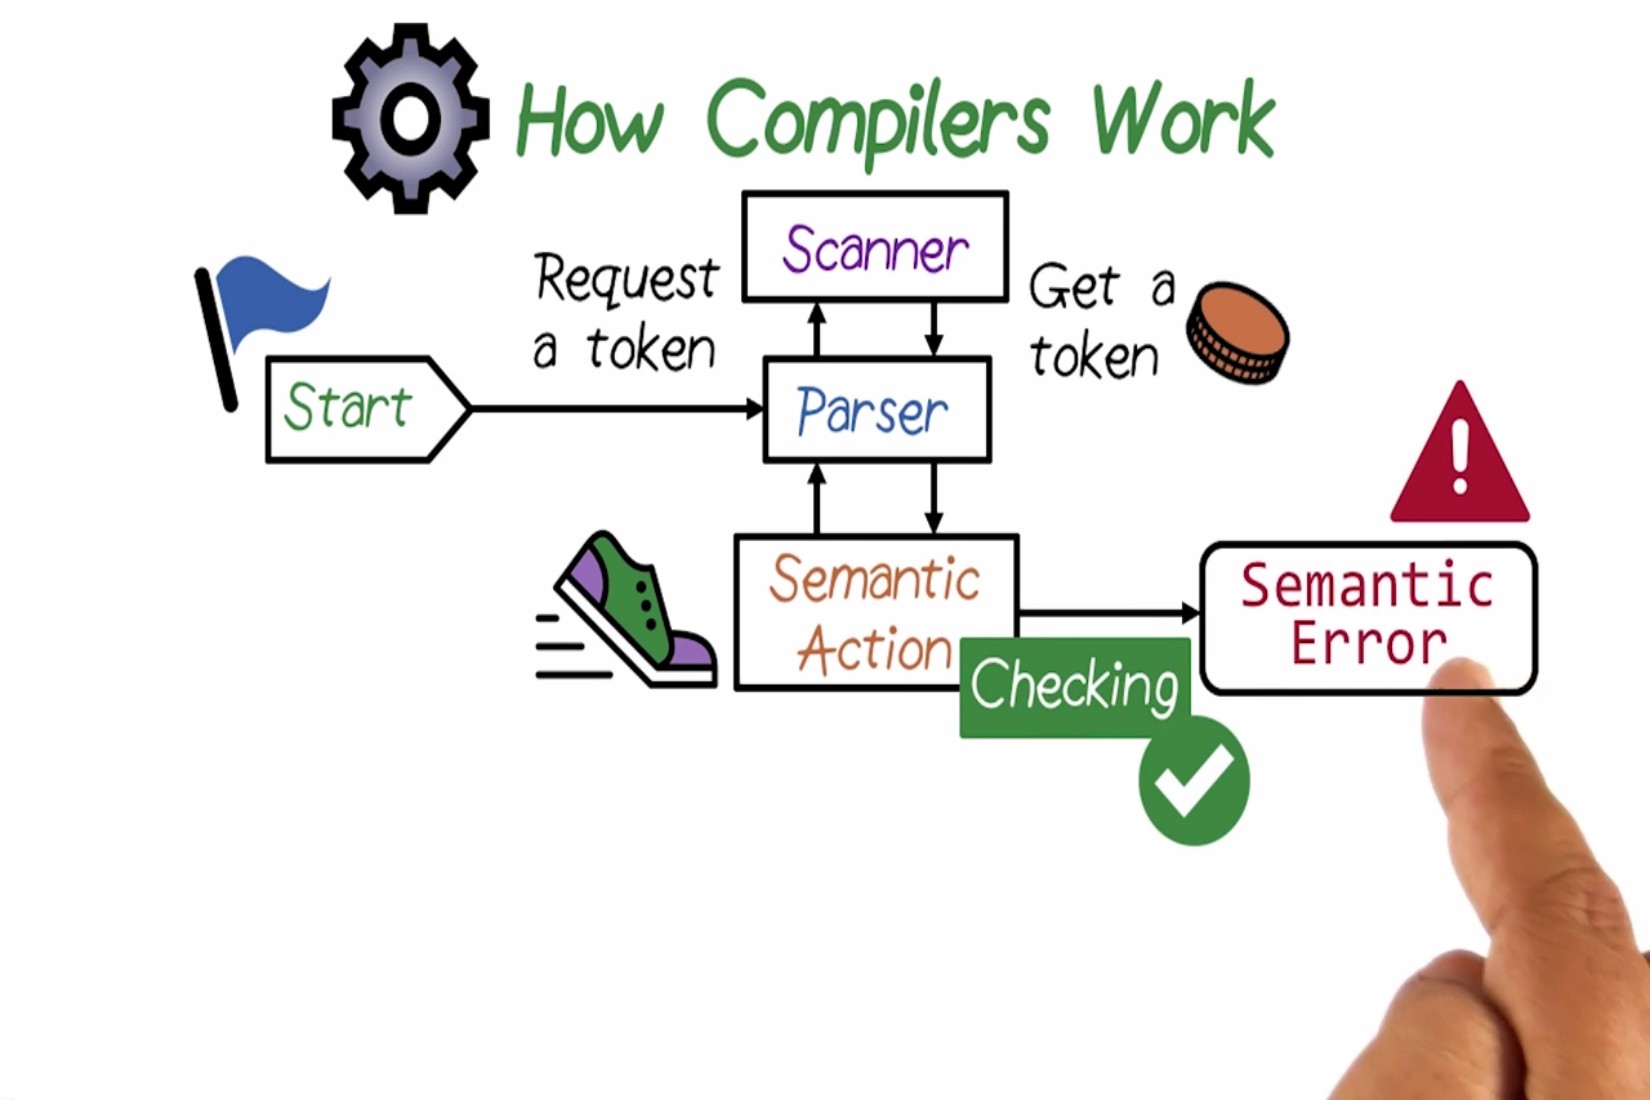 How Compilers Work
Scanner
Request
a token
Get a
token
Start
Parser
Semantic
Action
Checking
Semantic
Error